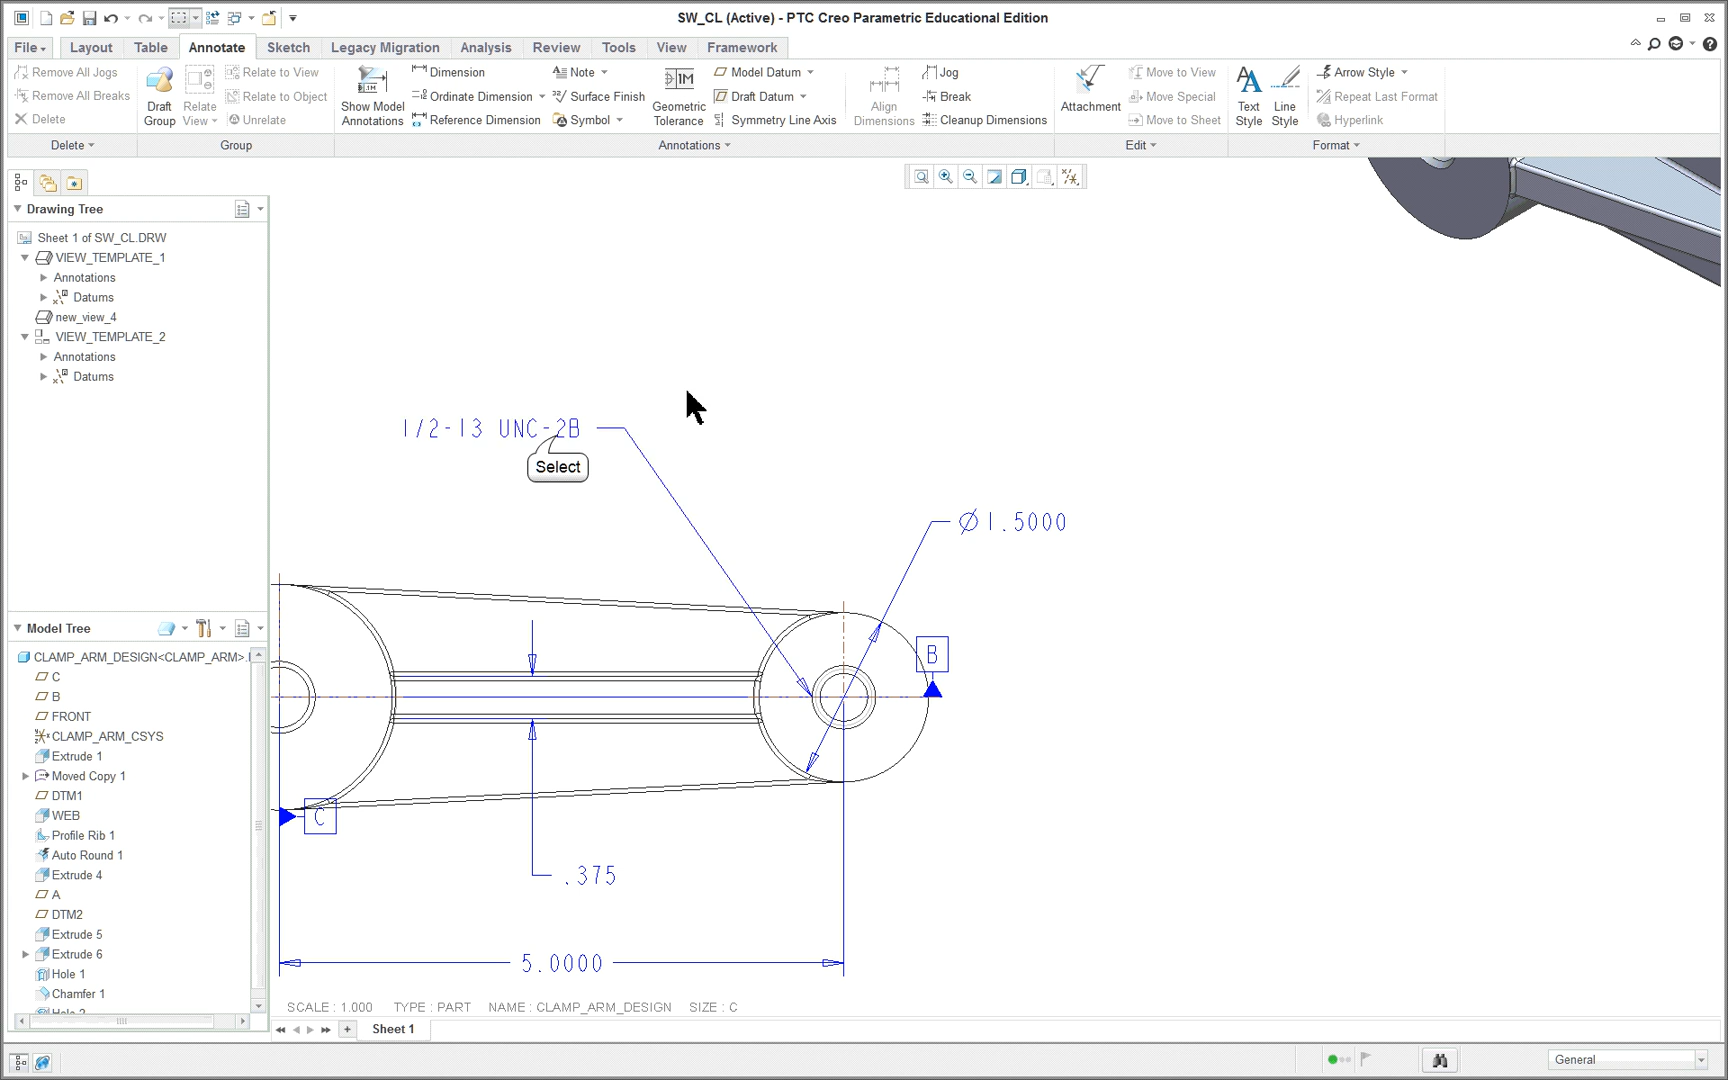 SW_CL (Active) - PTC Creo Parametric Educational Edition
File Layout Table Annotate Sketch Legacy Migration Analysis Review Tools View Framework
Remove All Jogs
Remove All Breaks
Delete
Delete
Draft Group
Relate View
Relate to View
Relate to Object
Unrelate
Group
Show Model Annotations
Dimension
Ordinate Dimension
Reference Dimension
Note
Surface Finish
Symbol
Geometric Tolerance
Model Datum
Draft Datum
Symmetry Line Axis
Align Dimensions
Jog
Break
Cleanup Dimensions
Annotations
Attachment
Move to View
Move Special
Move to Sheet
Edit
Text Style
Line Style
Arrow Style
Repeat Last Format
Hyperlink
Format
Drawing Tree
Sheet 1 of SW_CL.DRW
VIEW_TEMPLATE_1
Annotations
Datums
new_view_4
VIEW_TEMPLATE_2
Annotations
Datums
Model Tree
CLAMP_ARM_DESIGN<CLAMP_ARM>.
C
B
FRONT
CLAMP_ARM_CSYS
Extrude 1
Moved Copy 1
DTM1
WEB
Profile Rib 1
Auto Round 1
Extrude 4
A
DTM2
Extrude 5
Extrude 6
Hole 1
Chamfer 1
Hole 2
1/2-13 UNC-2B
Select
Ø1.5000
B
C
.375
5.0000
SCALE : 1.000 TYPE : PART NAME : CLAMP_ARM_DESIGN SIZE : C
Sheet 1
General